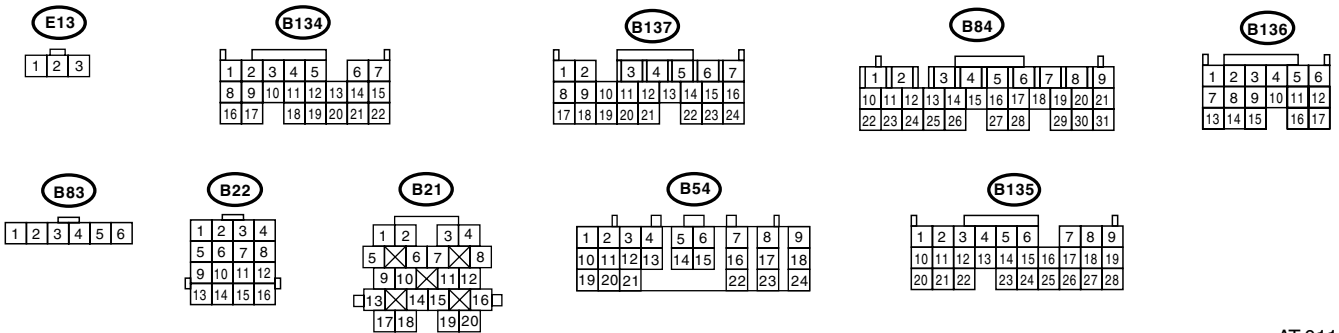 E13
B134
B137
B84
B136
1 2 3
1 2 3 4 5 6 7
8 9 10 11 12 13 14 15
16 17 18 19 20 21 22
1 2 3 4 5 6 7
8 9 10 11 12 13 14 15 16
17 18 19 20 21 22 23 24
1 2 3 4 5 6 7 8 9
10 11 12 13 14 15 16 17 18 19 20 21
22 23 24 25 26 27 28 29 30 31
1 2 3 4 5 6
7 8 9 10 11 12
13 14 15 16 17
B83
B22
B21
B54
B135
1 2 3 4 5 6
1 2 3 4
5 6 7 8
9 10 11 12
13 14 15 16
1 2 3 4
5 6 7 8
9 10 11 12
13 14 15 16
17 18 19 20
1 2 3 4 5 6 7 8 9
10 11 12 13 14 15 16 17 18
19 20 21 22 23 24
1 2 3 4 5 6 7 8 9
10 11 12 13 14 15 16 17 18 19
20 21 22 23 24 25 26 27 28